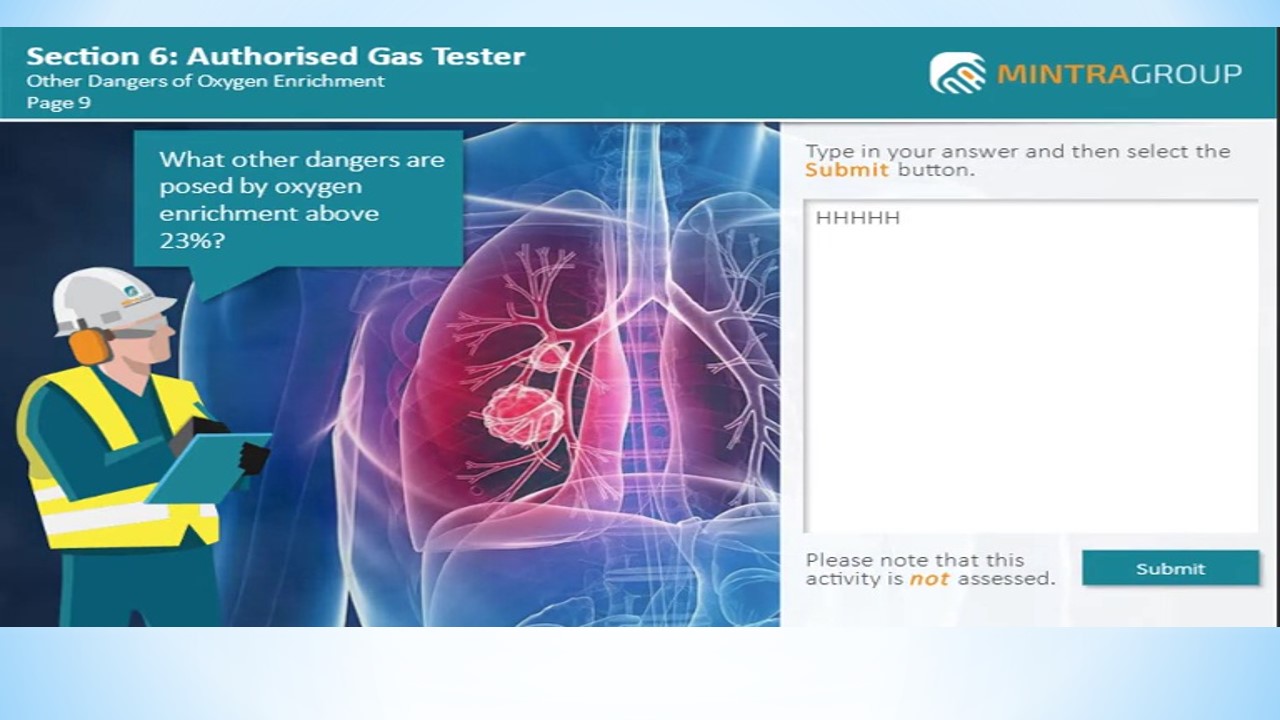 Section 6: Authorised Gas Tester
Other Dangers of Oxygen Enrichment
Page 9
MINTRAGROUP
What other dangers are
posed by oxygen
enrichment above
23%?
Type in your answer and then select the
Submit button.
HHHHH
Please note that this
activity is not assessed.
Submit